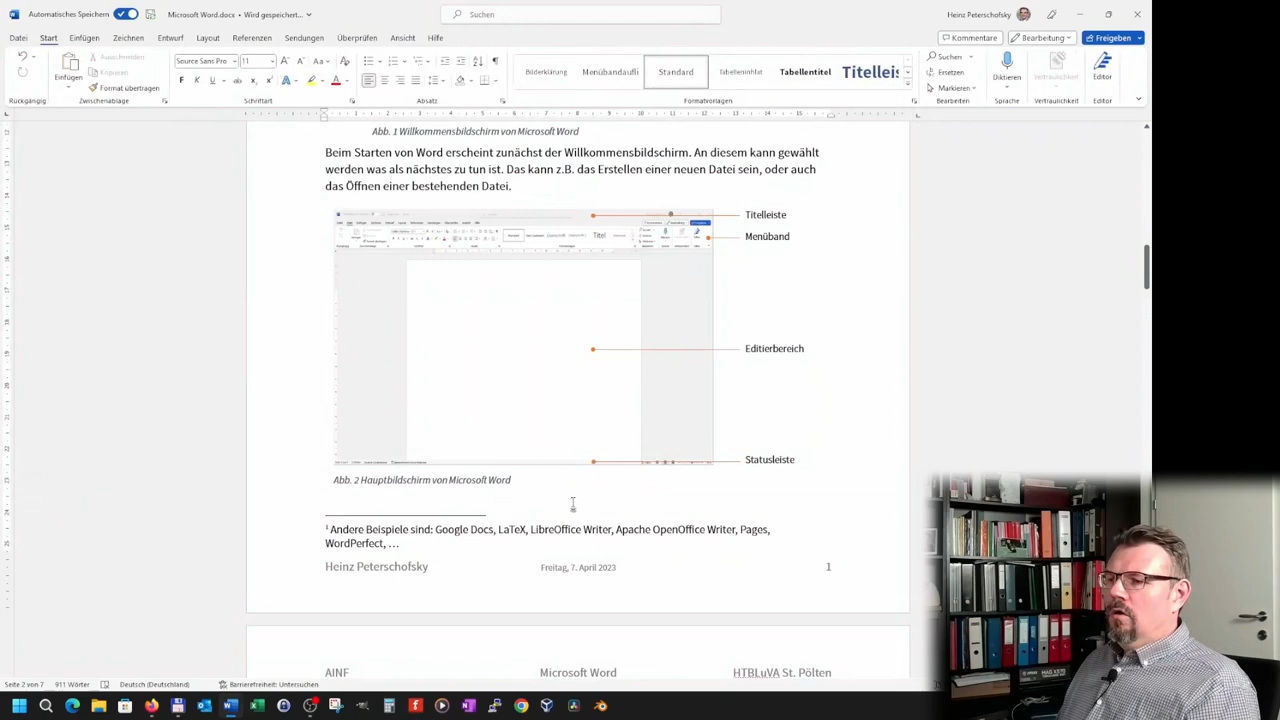 Automatisches Speichern
Microsoft Word.docx • Wird gespeichert...
Suchen
Heinz Peterschofsky
Datei Start Einfügen Zeichnen Entwurf Layout Referenzen Sendungen Überprüfen Ansicht Hilfe
Kommentare Bearbeitung Freigeben
Einfügen
Ausschneiden
Kopieren
Format übertragen
Source Sans Pro 11
Bilderklärung Menübandaufli Standard Tabelleninhlat Tabellentitel Titelleis
Suchen
Ersetzen
Markieren
Diktieren
Vertraulichkeit
Editor
Rückgängig Zwischenablage Schriftart Absatz Formatvorlagen Bearbeiten Sprache Vertraulichkeit Editor
Abb. 1 Willkommensbildschirm von Microsoft Word
Beim Starten von Word erscheint zunächst der Willkommensbildschirm. An diesem kann gewählt
werden was als nächstes zu tun ist. Das kann z.B. das Erstellen einer neuen Datei sein, oder auch
das Öffnen einer bestehenden Datei.
Titelleiste
Menüband
Editierbereich
Statusleiste
Abb. 2 Hauptbildschirm von Microsoft Word
1 Andere Beispiele sind: Google Docs, LaTeX, LibreOffice Writer, Apache OpenOffice Writer, Pages,
WordPerfect, …
Heinz Peterschofsky Freitag, 7. April 2023 1
AINF Microsoft Word HTBLuVA St. Pölten
Seite 2 von 7 911 Wörter Deutsch (Deutschland) Barrierefreiheit: Untersuchen